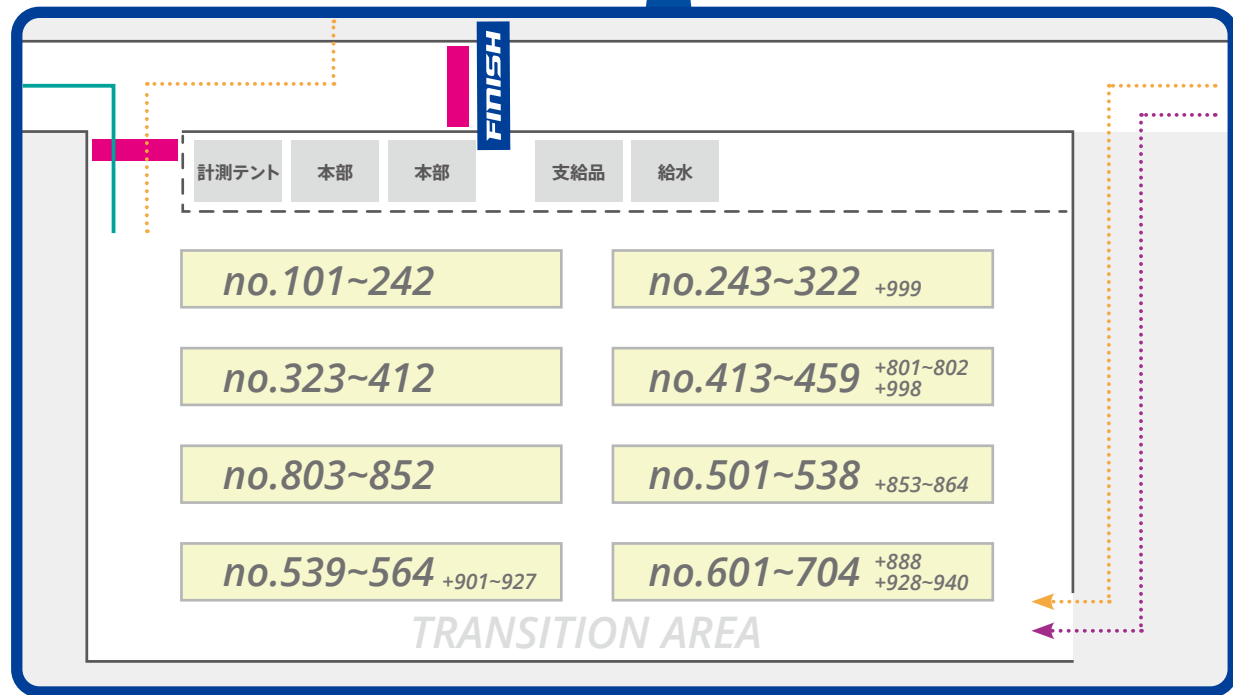 FINISH
計測テント
本部
本部
支給品
給水
no.101~242
no.243~322 +999
no.323~412
no.413~459 +801~802
+998
no.803~852
no.501~538 +853~864
no.539~564 +901~927
no.601~704 +888
+928~940
TRANSITION AREA